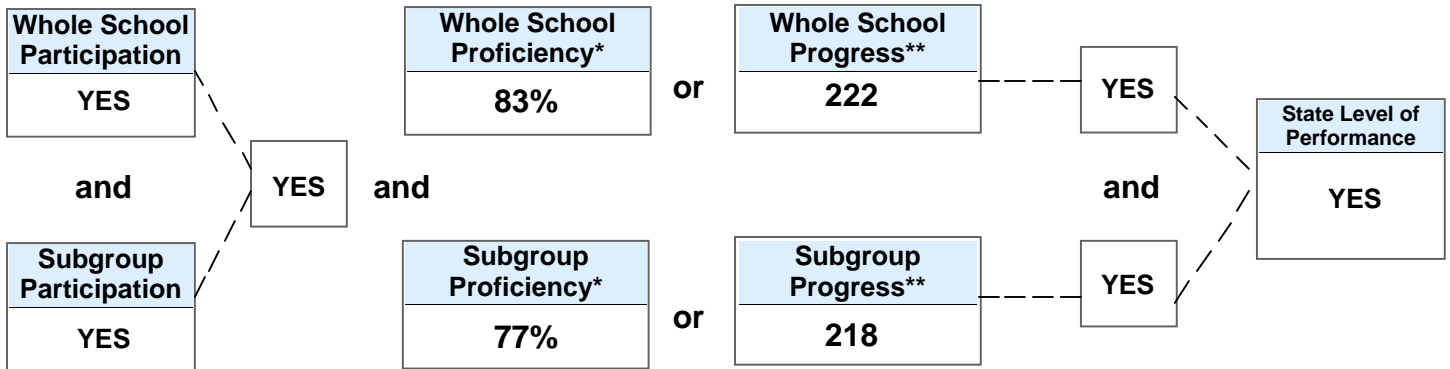 Whole School
Participation
YES
and
Subgroup
Participation
YES
YES
and
Whole School
Proficiency*
83%
or
Whole School
Progress**
222
YES
Subgroup
Proficiency*
77%
or
Subgroup
Progress**
218
and
YES
State Level of
Performance
YES